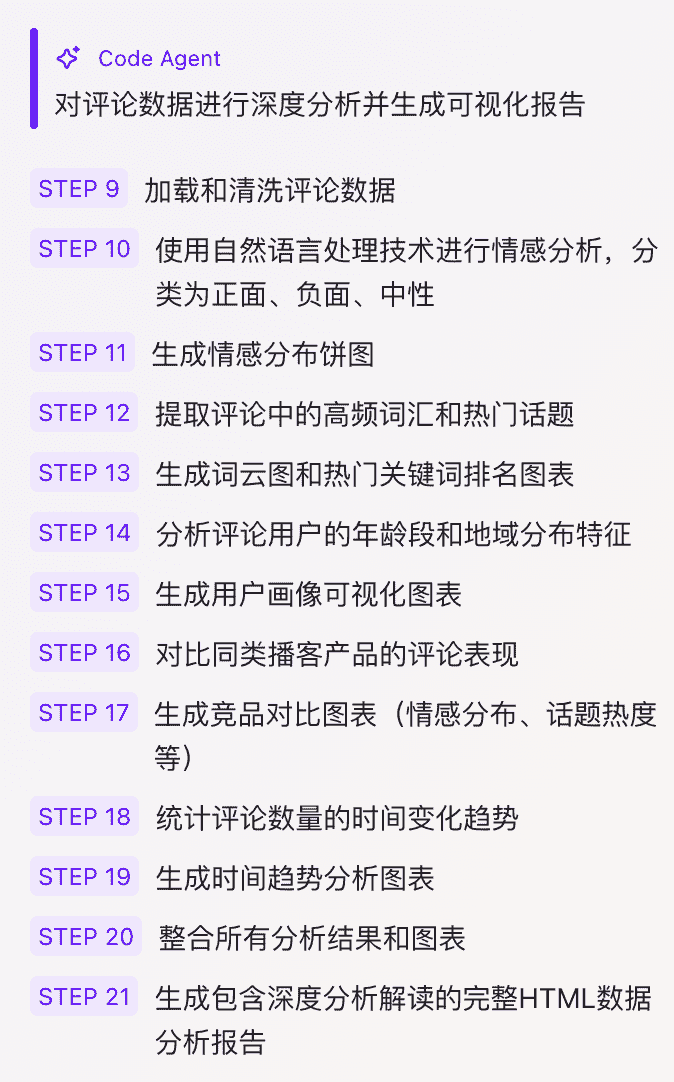 Code Agent
对评论数据进行深度分析并生成可视化报告
STEP 9 加载和清洗评论数据
STEP 10 使用自然语言处理技术进行情感分析，分
类为正面、负面、中性
STEP 11 生成情感分布饼图
STEP 12 提取评论中的高频词汇和热门话题
STEP 13 生成词云图和热门关键词排名图表
STEP 14 分析评论用户的年龄段和地域分布特征
STEP 15 生成用户画像可视化图表
STEP 16 对比同类播客产品的评论表现
STEP 17 生成竞品对比图表（情感分布、话题热度
等）
STEP 18 统计评论数量的时间变化趋势
STEP 19 生成时间趋势分析图表
STEP 20 整合所有分析结果和图表
STEP 21 生成包含深度分析解读的完整HTML数据
分析报告